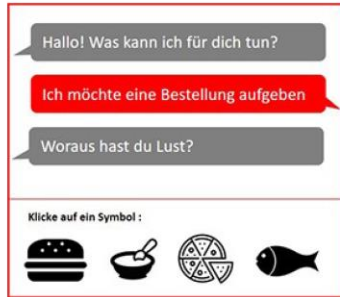 Hallo! Was kann ich für dich tun?
Ich möchte eine Bestellung aufgeben
Woraus hast du Lust?
Klicke auf ein Symbol :